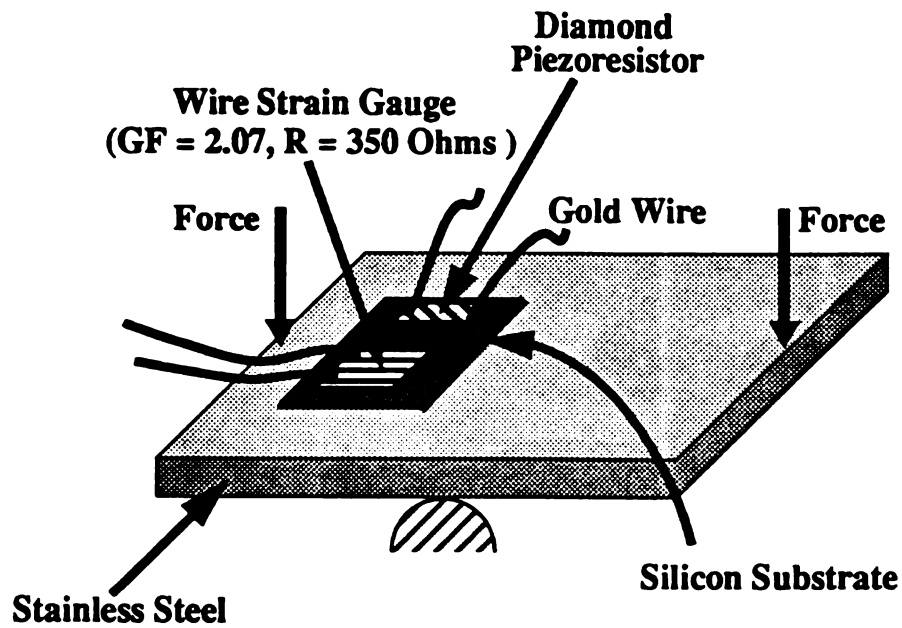 Diamond
Piezoresistor
Wire Strain Gauge
(GF = 2.07, R = 350 Ohms )
Force
Gold Wire
Force
Silicon Substrate
Stainless Steel